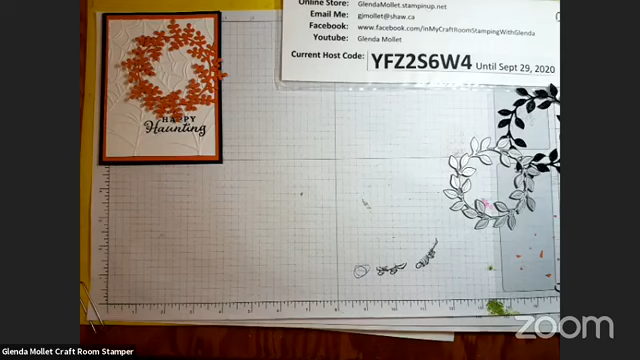 Online Store: GlendaMollet.stampinup.net
Email Me: gjmollet@shaw.ca
Facebook: www.facebook.com/InMyCraftRoomStampingWithGlenda
Youtube: Glenda Mollet
Current Host Code: YFZ2S6W4 Until Sept 29, 2020
HAPPY
Haunting
zoom
Glenda Mollet Craft Room Stamper